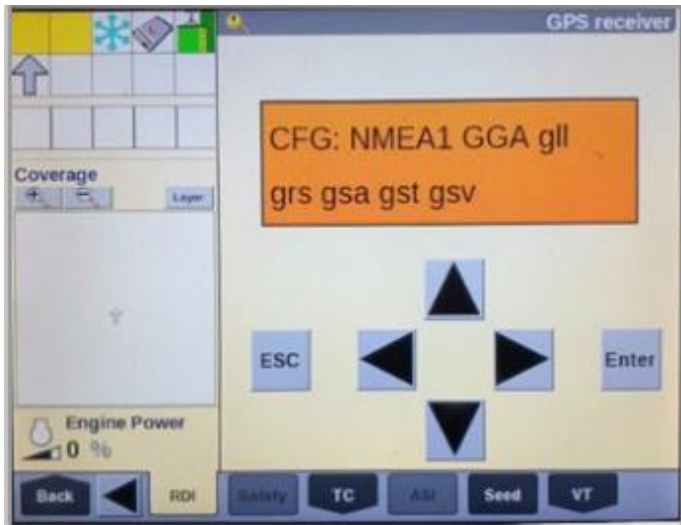 GPS receiver
CFG: NMEA1 GGA gll
grs gsa gst gsv
Coverage
Layer
ESC
Enter
Engine Power
0 %
Back
RDI
Safety
TC
ASI
Seed
VT